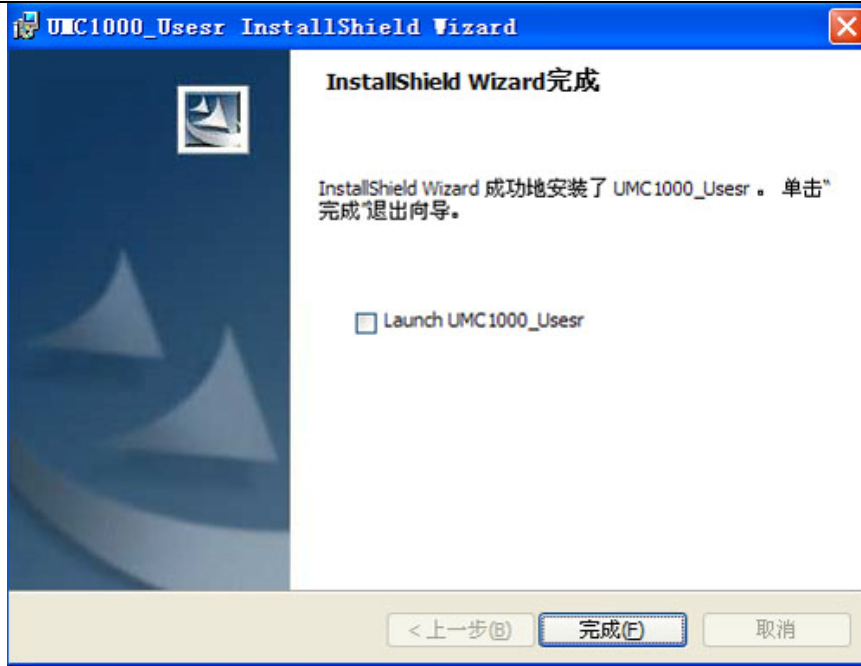 UMC1000_Usesr InstallShield Wizard
InstallShield Wizard完成
InstallShield Wizard 成功地安装了 UMC1000_Usesr 。 单击“
完成”退出向导。
Launch UMC1000_Usesr
<上一步(B)
完成(F)
取消